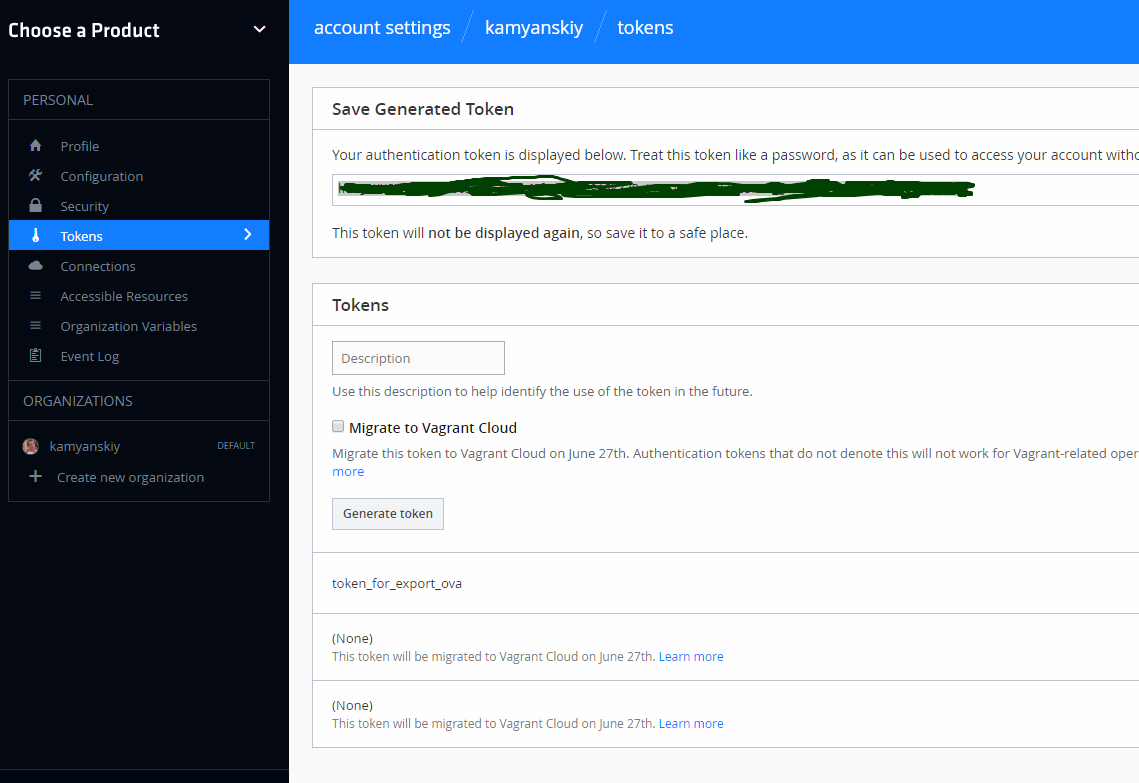 Choose a Product
account settings / kamyanskiy / tokens
PERSONAL
Profile
Configuration
Security
Tokens
Connections
Accessible Resources
Organization Variables
Event Log
ORGANIZATIONS
kamyanskiy DEFAULT
Create new organization
Save Generated Token
Your authentication token is displayed below. Treat this token like a password, as it can be used to access your account witho
This token will not be displayed again, so save it to a safe place.
Tokens
Description
Use this description to help identify the use of the token in the future.
Migrate to Vagrant Cloud
Migrate this token to Vagrant Cloud on June 27th. Authentication tokens that do not denote this will not work for Vagrant-related oper
more
Generate token
token_for_export_ova
(None)
This token will be migrated to Vagrant Cloud on June 27th. Learn more
(None)
This token will be migrated to Vagrant Cloud on June 27th. Learn more